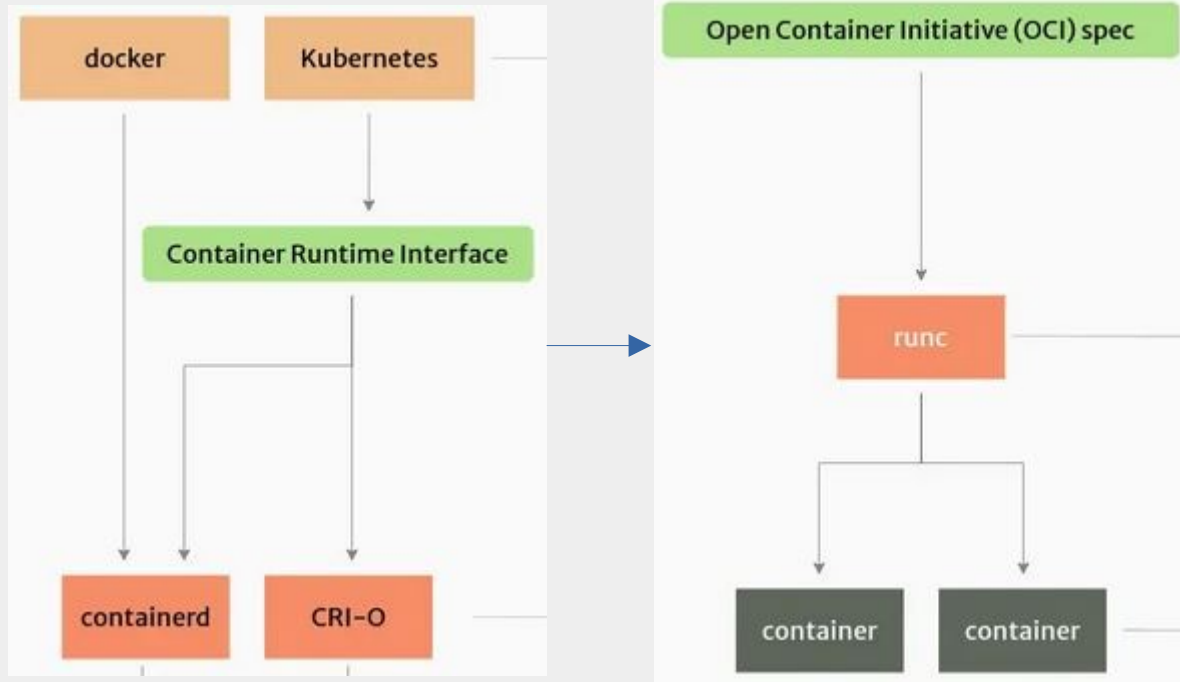 docker
Kubernetes
Container Runtime Interface
containerd
CRI-O
Open Container Initiative (OCI) spec
runc
container
container